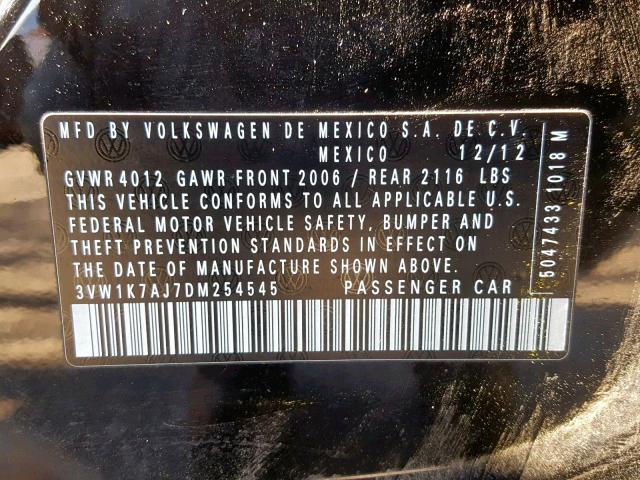 MFD BY VOLKSWAGEN DE MEXICO S.A. DE C.V.
MEXICO 12/12
GVWR 4012 GAWR FRONT 2006 / REAR 2116 LBS
THIS VEHICLE CONFORMS TO ALL APPLICABLE U.S.
FEDERAL MOTOR VEHICLE SAFETY, BUMPER AND
THEFT PREVENTION STANDARDS IN EFFECT ON
THE DATE OF MANUFACTURE SHOWN ABOVE.
3VW1K7AJ7DM254545 PASSENGER CAR
5047433 1018 M